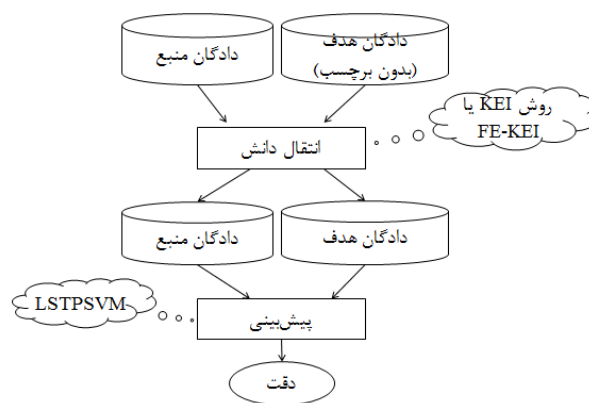 دادگان منبع
دادگان هدف
(بدون برچسب)
روش KEI یا
FE-KEI
انتقال دانش
دادگان منبع
دادگان هدف
LSTPSVM
پیش‌بینی
دقت